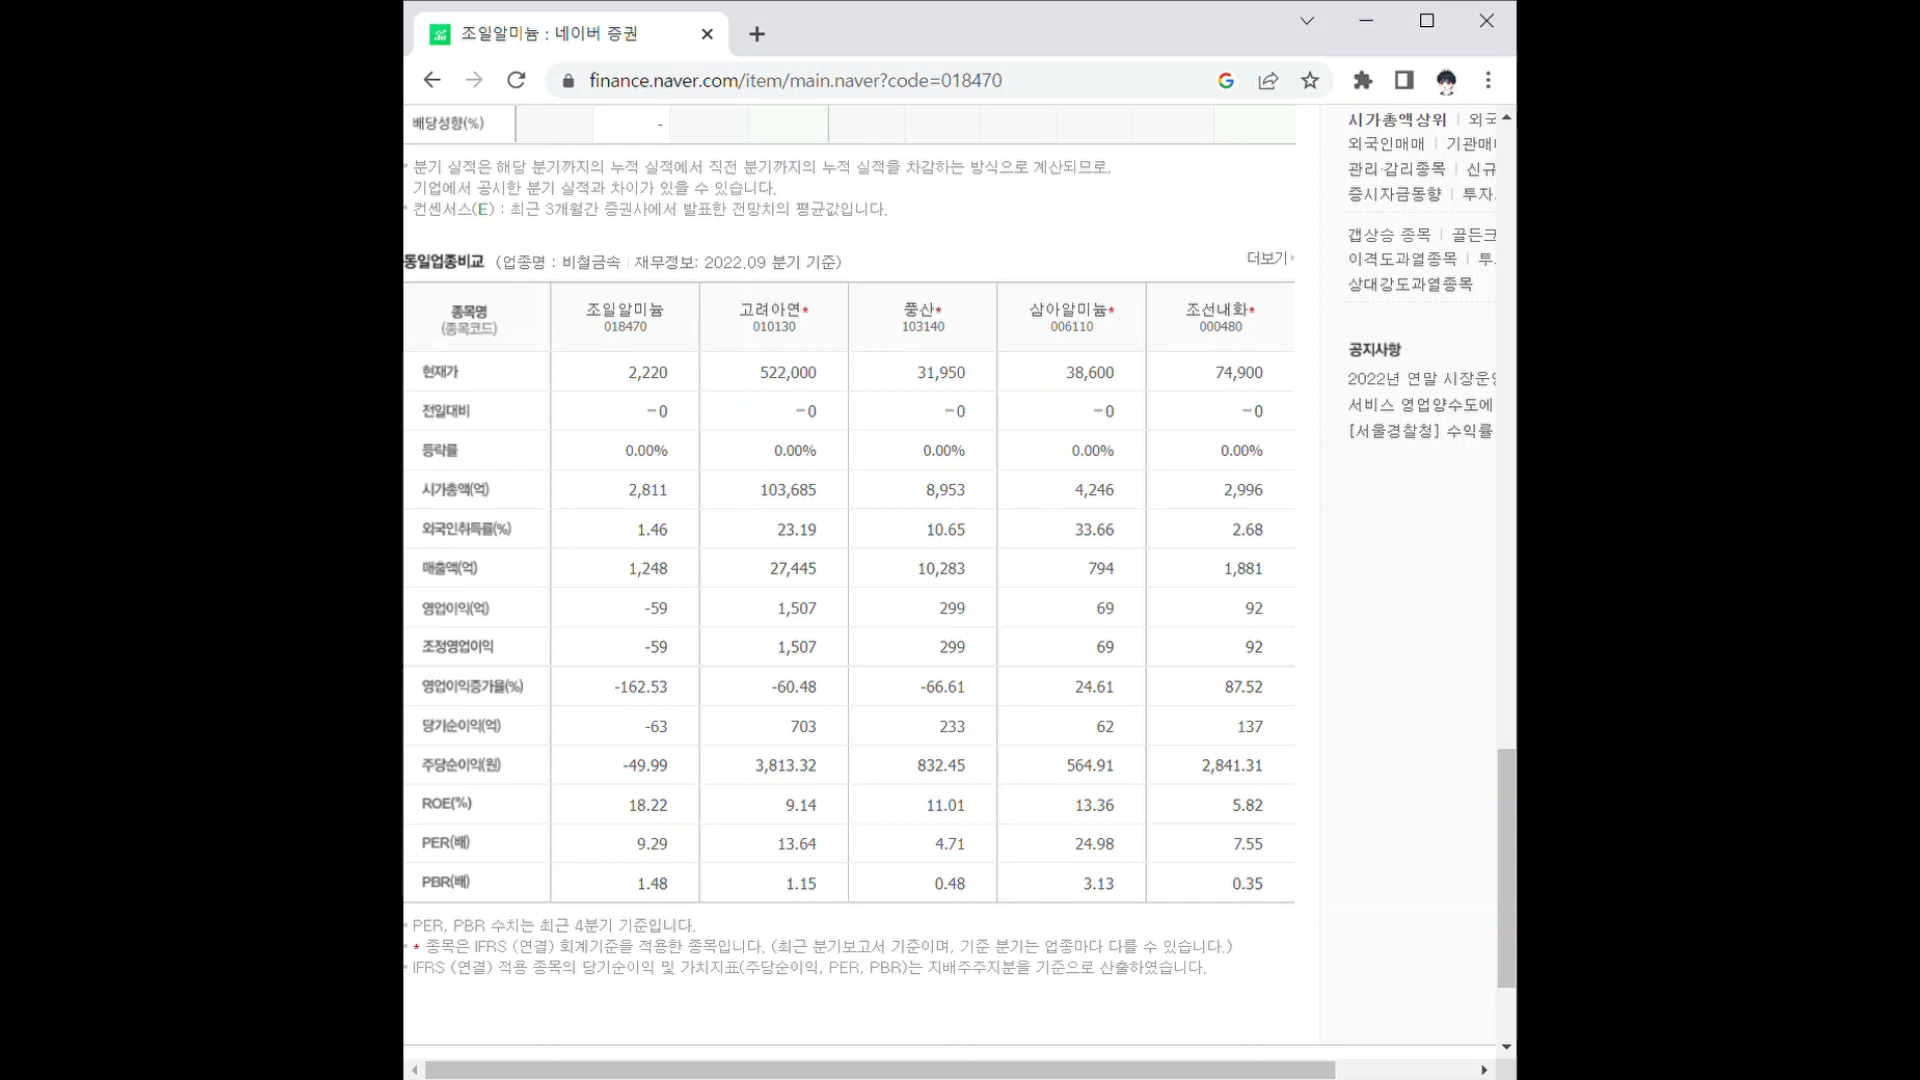 조일알미늄 : 네이버 증권
finance.naver.com/item/main.naver?code=018470
배당성향(%) -
분기 실적은 해당 분기까지의 누적 실적에서 직전 분기까지의 누적 실적을 차감하는 방식으로 계산되므로,
기업에서 공시한 분기 실적과 차이가 있을 수 있습니다.
컨센서스(E) : 최근 3개월간 증권사에서 발표한 전망치의 평균값입니다.
동일업종비교 (업종명 : 비철금속 | 재무정보: 2022.09 분기 기준) 더보기
종목명 조일알미늄 고려아연* 풍산* 삼아알미늄* 조선내화*
(종목코드) 018470 010130 103140 006110 000480
현재가 2,220 522,000 31,950 38,600 74,900
전일대비 -0 -0 -0 -0 -0
등락률 0.00% 0.00% 0.00% 0.00% 0.00%
시가총액(억) 2,811 103,685 8,953 4,246 2,996
외국인취득률(%) 1.46 23.19 10.65 33.66 2.68
매출액(억) 1,248 27,445 10,283 794 1,881
영업이익(억) -59 1,507 299 69 92
조정영업이익 -59 1,507 299 69 92
영업이익증가율(%) -162.53 -60.48 -66.61 24.61 87.52
당기순이익(억) -63 703 233 62 137
주당순이익(원) -49.99 3,813.32 832.45 564.91 2,841.31
ROE(%) 18.22 9.14 11.01 13.36 5.82
PER(배) 9.29 13.64 4.71 24.98 7.55
PBR(배) 1.48 1.15 0.48 3.13 0.35
PER, PBR 수치는 최근 4분기 기준입니다.
* 종목은 IFRS (연결) 회계기준을 적용한 종목입니다. (최근 분기보고서 기준이며, 기준 분기는 업종마다 다를 수 있습니다.)
IFRS (연결) 적용 종목의 당기순이익 및 가치지표(주당순이익, PER, PBR)는 지배주주지분을 기준으로 산출하였습니다.
시가총액상위 | 외국
외국인매매 | 기관매
관리·감리종목 | 신규
증시자금동향 | 투자
갭상승 종목 | 골든크
이격도과열종목 | 투
상대강도과열종목
공지사항
2022년 연말 시장운영
서비스 영업양수도에
[서울경찰청] 수익률